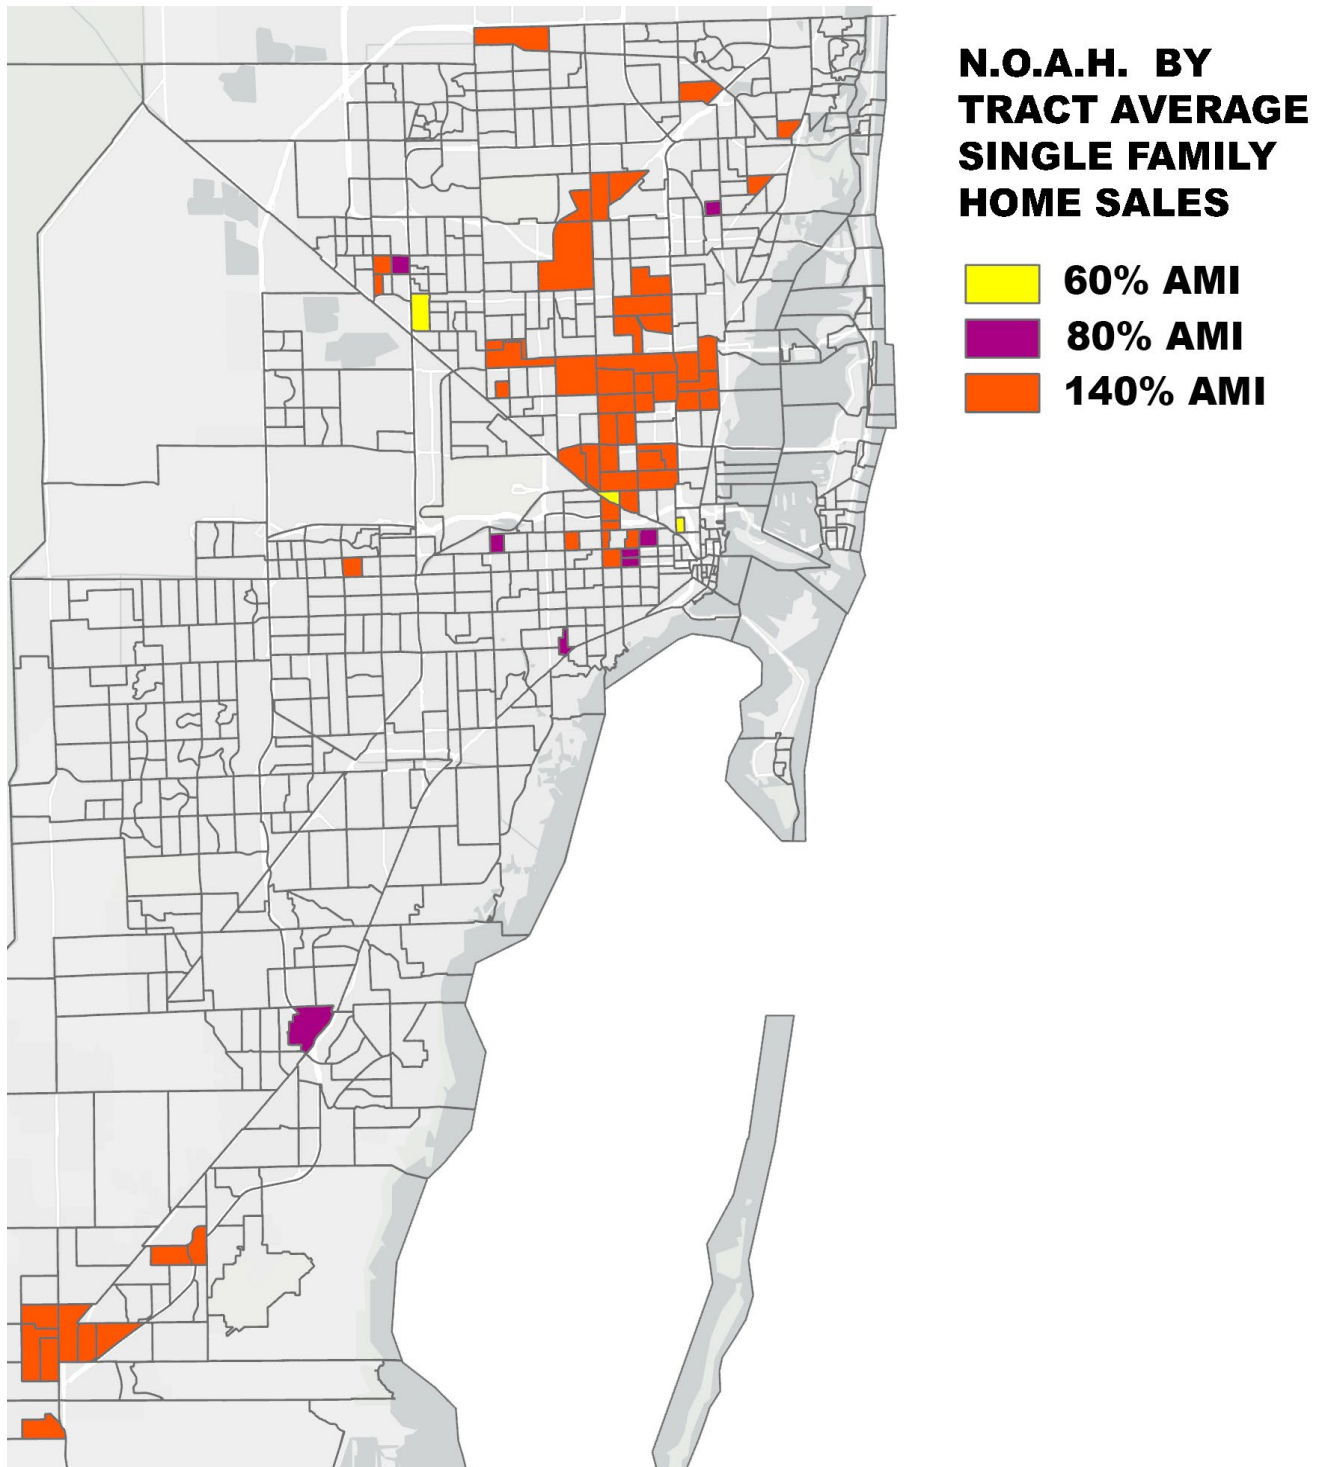 N.O.A.H. BY
TRACT AVERAGE
SINGLE FAMILY
HOME SALES
60% AMI
80% AMI
140% AMI